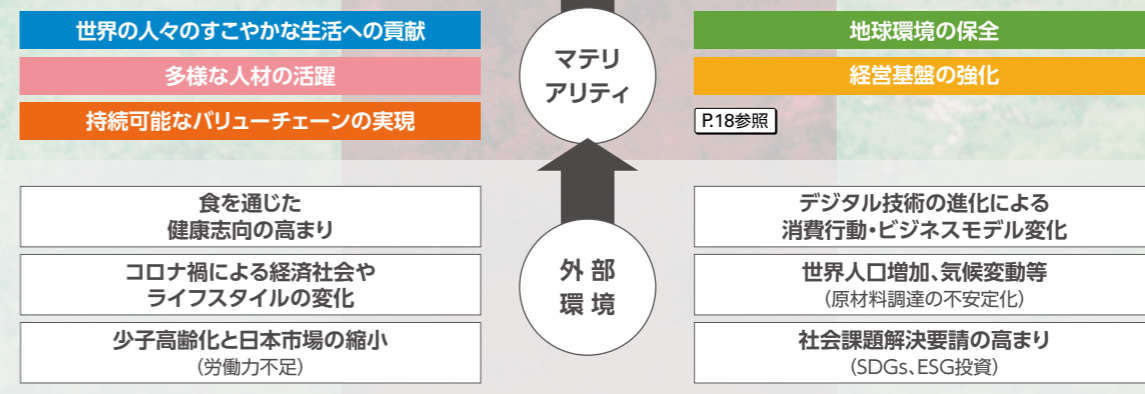 世界の人々のすこやかな生活への貢献
多様な人材の活躍
持続可能なバリューチェーンの実現
マテリ
アリティ
地球環境の保全
経営基盤の強化
P.18参照
食を通じた
健康志向の高まり
コロナ禍による経済社会や
ライフスタイルの変化
少子高齢化と日本市場の縮小
（労働力不足）
外部
環境
デジタル技術の進化による
消費行動・ビジネスモデル変化
世界人口増加、気候変動等
（原材料調達の不安定化）
社会課題解決要請の高まり
（SDGs、ESG投資）